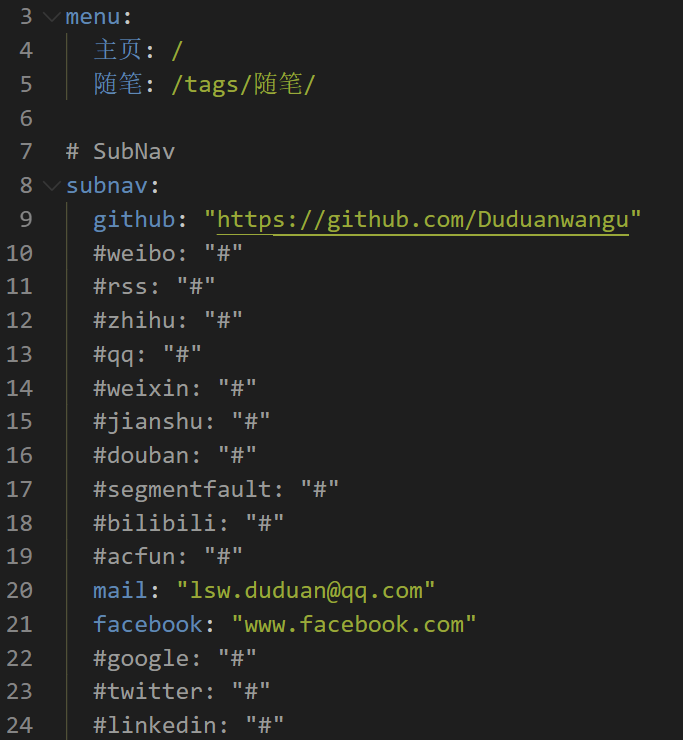 3 menu:
4 主页: /
5 随笔: /tags/随笔/
6
7 # SubNav
8 subnav:
9 github: "https://github.com/Duduanwangu"
10 #weibo: "#"
11 #rss: "#"
12 #zhihu: "#"
13 #qq: "#"
14 #weixin: "#"
15 #jianshu: "#"
16 #douban: "#"
17 #segmentfault: "#"
18 #bilibili: "#"
19 #acfun: "#"
20 mail: "lsw.duduan@qq.com"
21 facebook: "www.facebook.com"
22 #google: "#"
23 #twitter: "#"
24 #linkedin: "#"